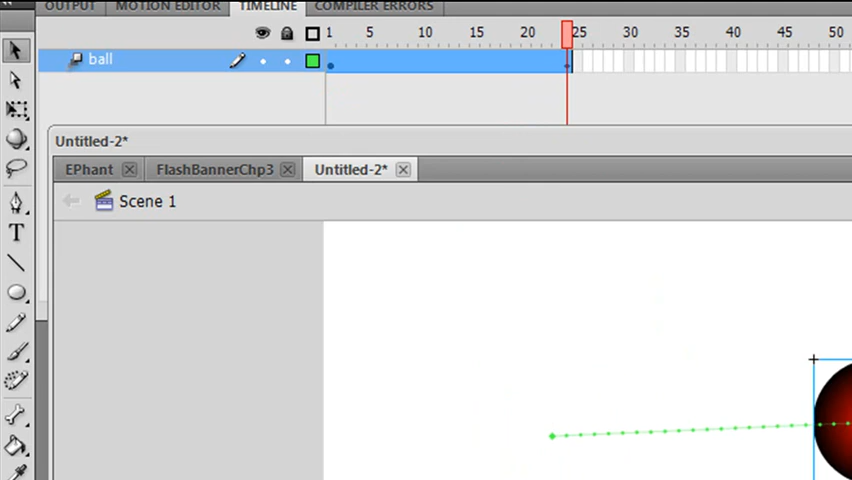 OUTPUT MOTION EDITOR TIMELINE COMPILER ERRORS
1 5 10 15 20 25 30 35 40 45 50
ball
Untitled-2*
EPhant FlashBannerChp3 Untitled-2*
Scene 1
T